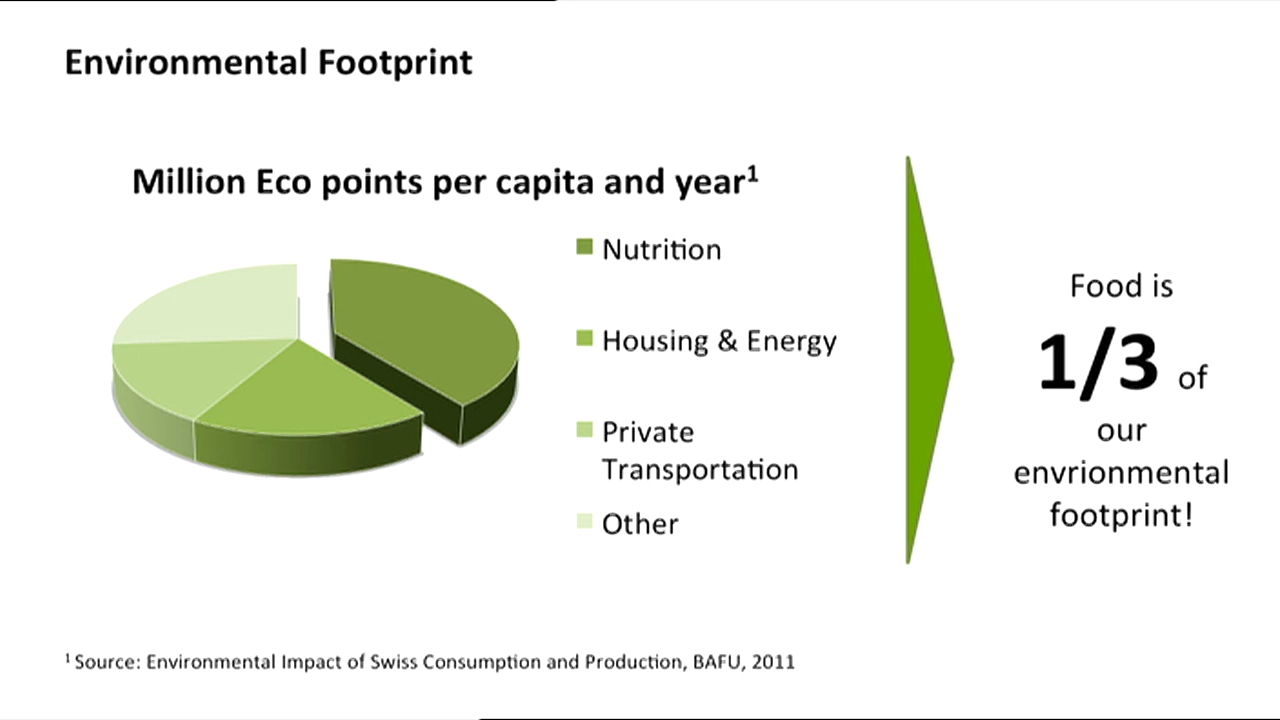 Environmental Footprint
Million Eco points per capita and year¹
Nutrition
Housing & Energy
Private
Transportation
Other
Food is
1/3 of
our
envrionmental
footprint!
¹ Source: Environmental Impact of Swiss Consumption and Production, BAFU, 2011